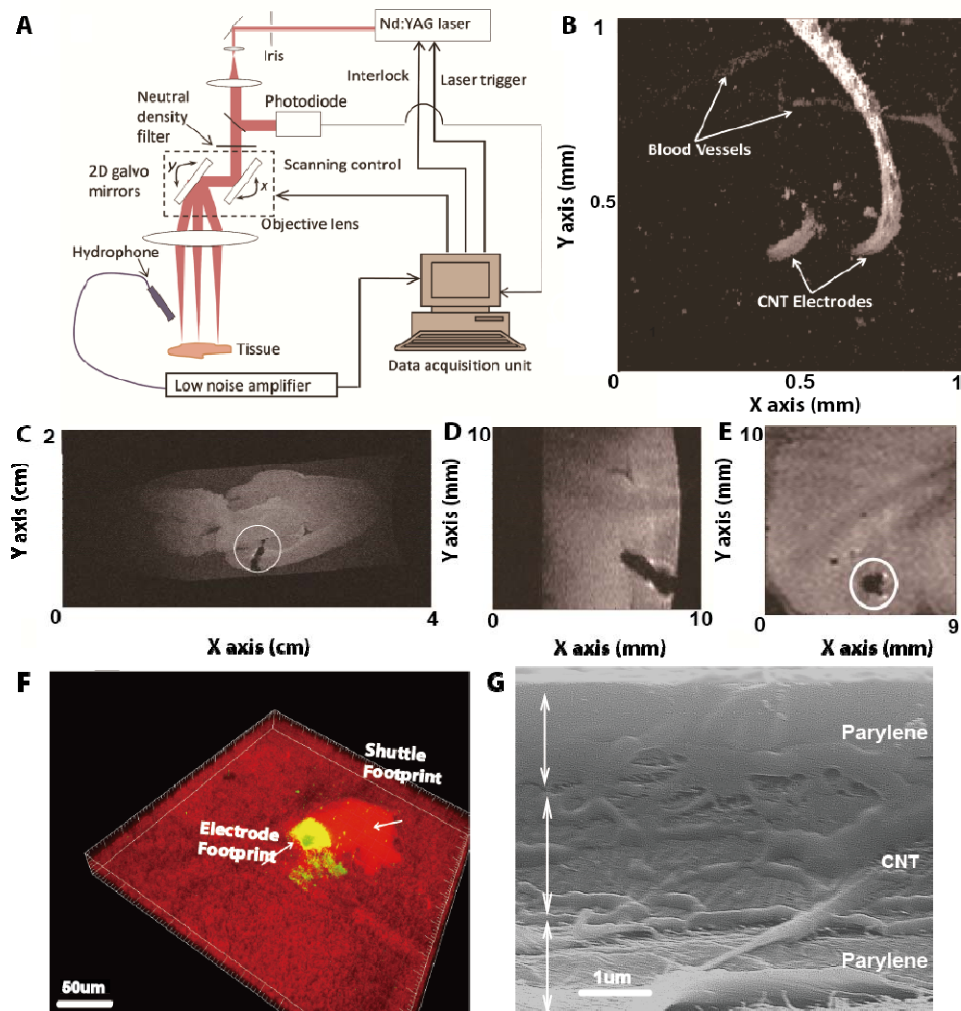 A
Nd:YAG laser
Iris
Interlock
Laser trigger
Neutral
density
filter
Photodiode
2D galvo
mirrors
y
x
Scanning control
Objective lens
Hydrophone
Tissue
Low noise amplifier
Data acquisition unit
B
1
Y axis (mm)
0.5
Blood Vessels
CNT Electrodes
0
0.5
1
X axis (mm)
C
2
Y axis (cm)
0
4
X axis (cm)
D
10
Y axis (mm)
0
10
X axis (mm)
E
10
Y axis (mm)
0
9
X axis (mm)
F
Shuttle
Footprint
Electrode
Footprint
50um
G
Parylene
CNT
Parylene
1um